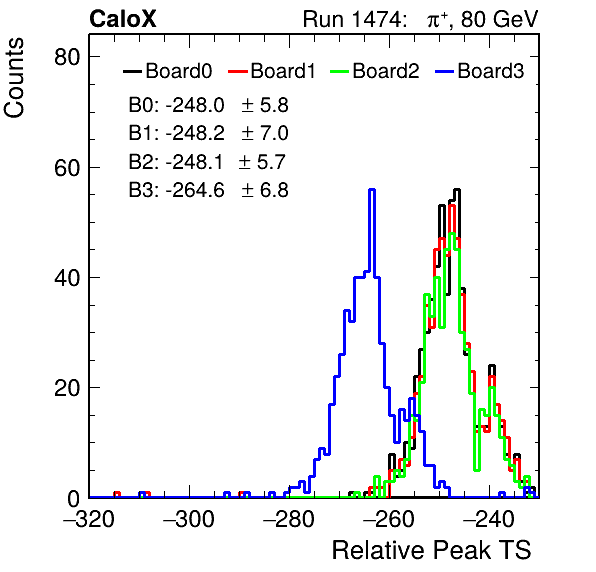 CaloX Run 1474: π⁺, 80 GeV
Counts
80
60
40
20
0
Board0 Board1 Board2 Board3
B0: -248.0 ± 5.8
B1: -248.2 ± 7.0
B2: -248.1 ± 5.7
B3: -264.6 ± 6.8
−320 −300 −280 −260 −240
Relative Peak TS